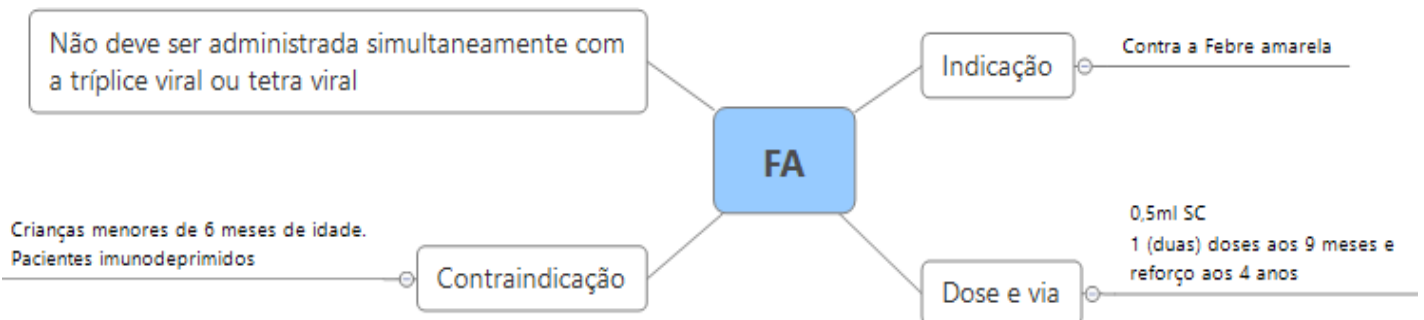 Não deve ser administrada simultaneamente com
a tríplice viral ou tetra viral
FA
Indicação
Contra a Febre amarela
Crianças menores de 6 meses de idade.
Pacientes imunodeprimidos
Contraindicação
Dose e via
0,5ml SC
1 (duas) doses aos 9 meses e
reforço aos 4 anos